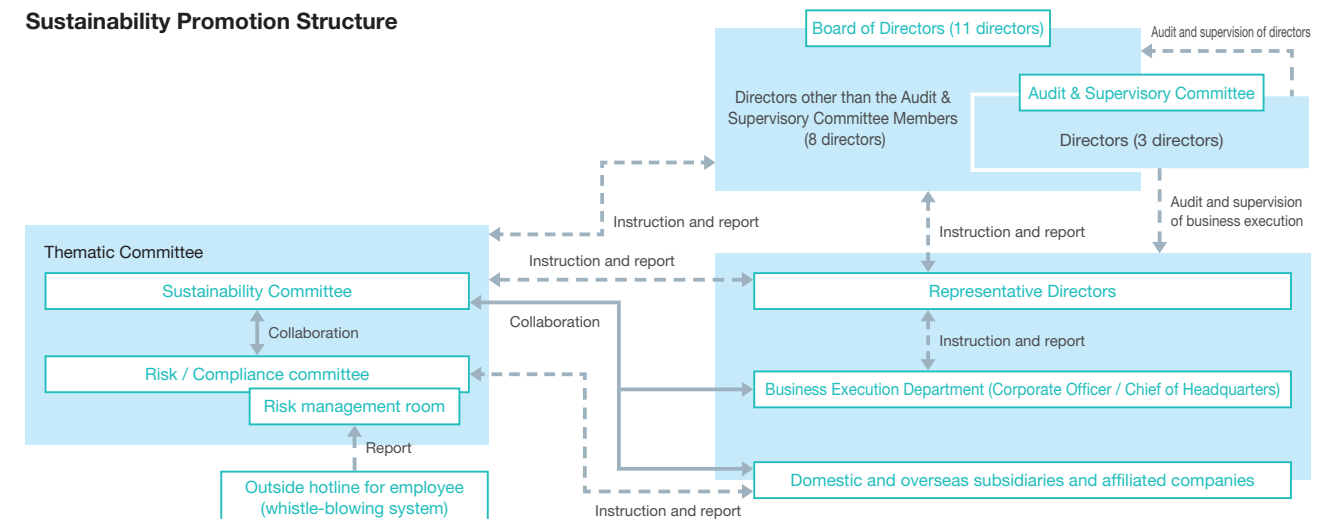 Sustainability Promotion Structure
Board of Directors (11 directors)
Audit and supervision of directors
Directors other than the Audit &
Supervisory Committee Members
(8 directors)
Audit & Supervisory Committee
Directors (3 directors)
Audit and supervision
of business execution
Instruction and report
Instruction and report
Thematic Committee
Instruction and report
Sustainability Committee
Representative Directors
Collaboration
Collaboration
Instruction and report
Risk / Compliance committee
Business Execution Department (Corporate Officer / Chief of Headquarters)
Risk management room
Report
Domestic and overseas subsidiaries and affiliated companies
Outside hotline for employee
(whistle-blowing system)
Instruction and report